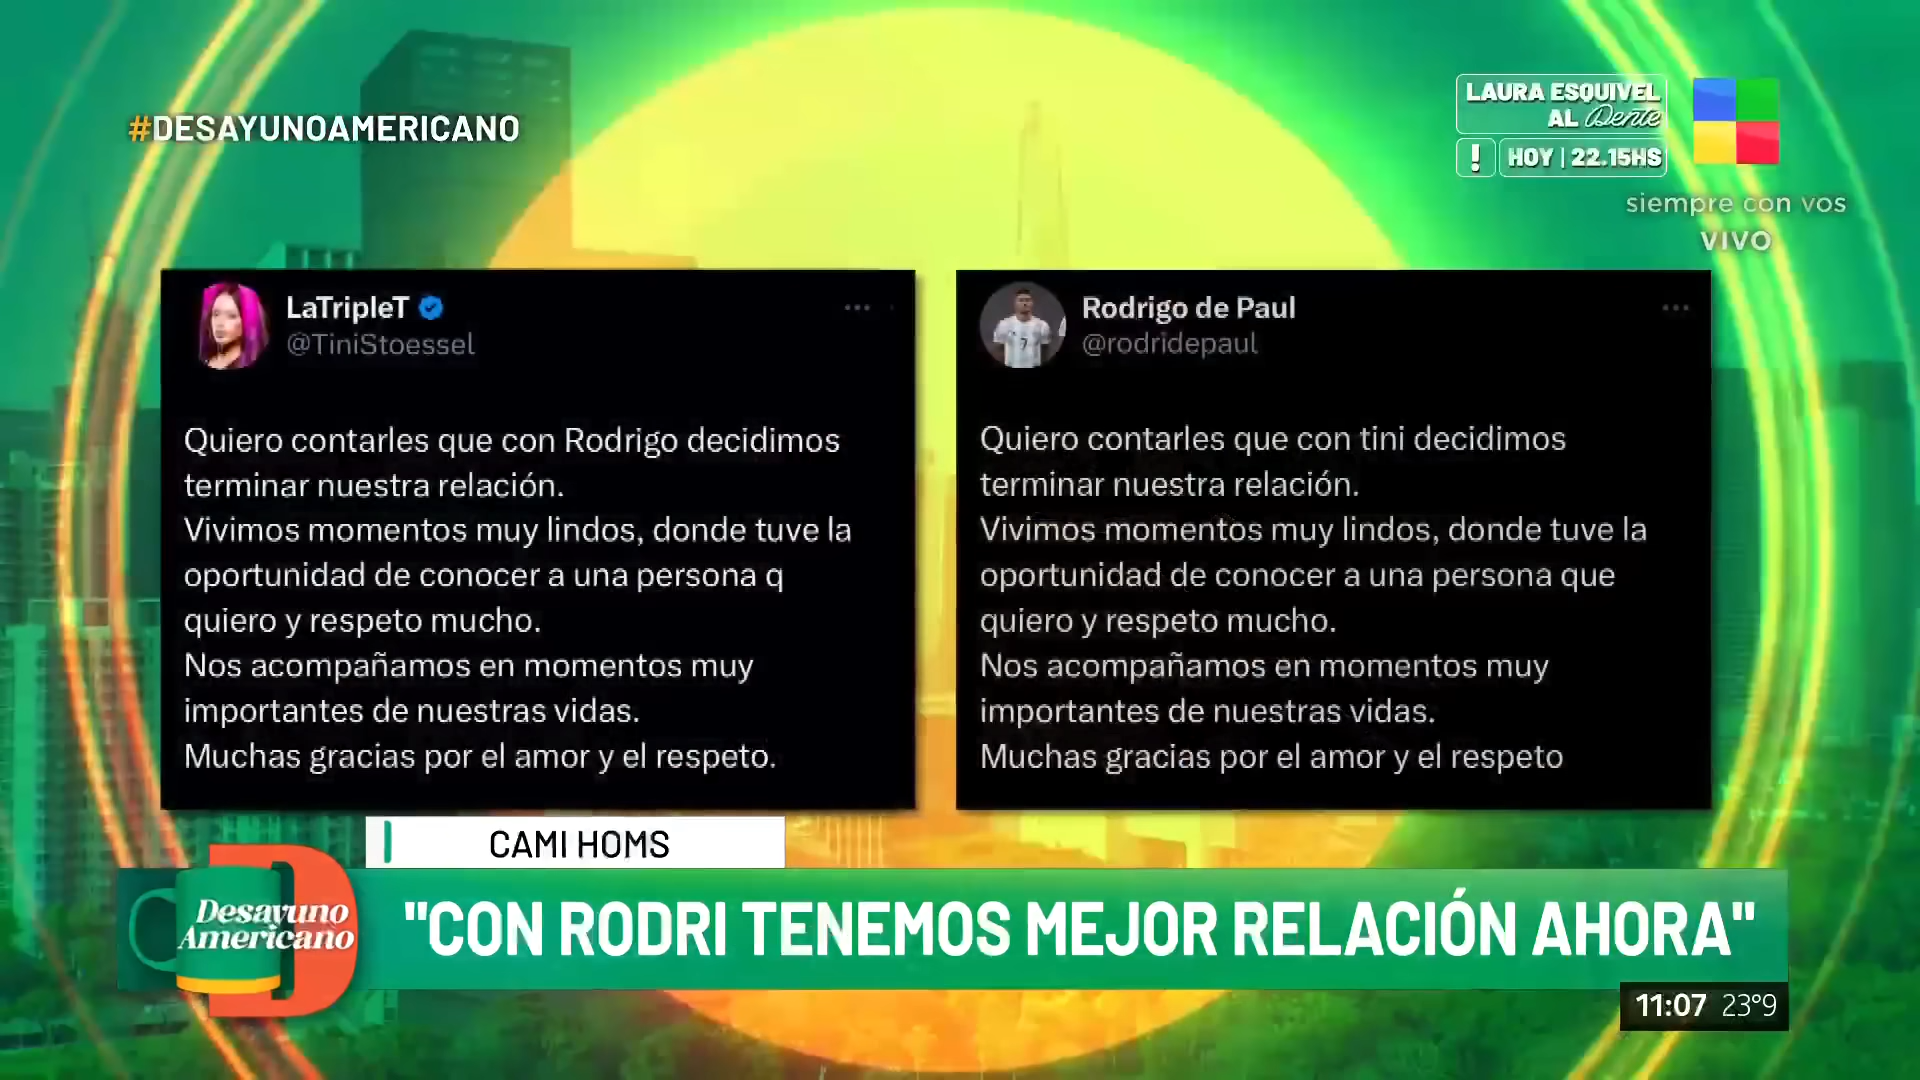 #DESAYUNOAMERICANO
LAURA ESQUIVEL
AL Dente
! HOY | 22.15HS
siempre con vos
VIVO
LaTripleT
@TiniStoessel
Quiero contarles que con Rodrigo decidimos
terminar nuestra relación.
Vivimos momentos muy lindos, donde tuve la
oportunidad de conocer a una persona q
quiero y respeto mucho.
Nos acompañamos en momentos muy
importantes de nuestras vidas.
Muchas gracias por el amor y el respeto.
Rodrigo de Paul
@rodridepaul
Quiero contarles que con tini decidimos
terminar nuestra relación.
Vivimos momentos muy lindos, donde tuve la
oportunidad de conocer a una persona que
quiero y respeto mucho.
Nos acompañamos en momentos muy
importantes de nuestras vidas.
Muchas gracias por el amor y el respeto
CAMI HOMS
Desayuno
Americano
"CON RODRI TENEMOS MEJOR RELACIÓN AHORA"
11:07 23°9